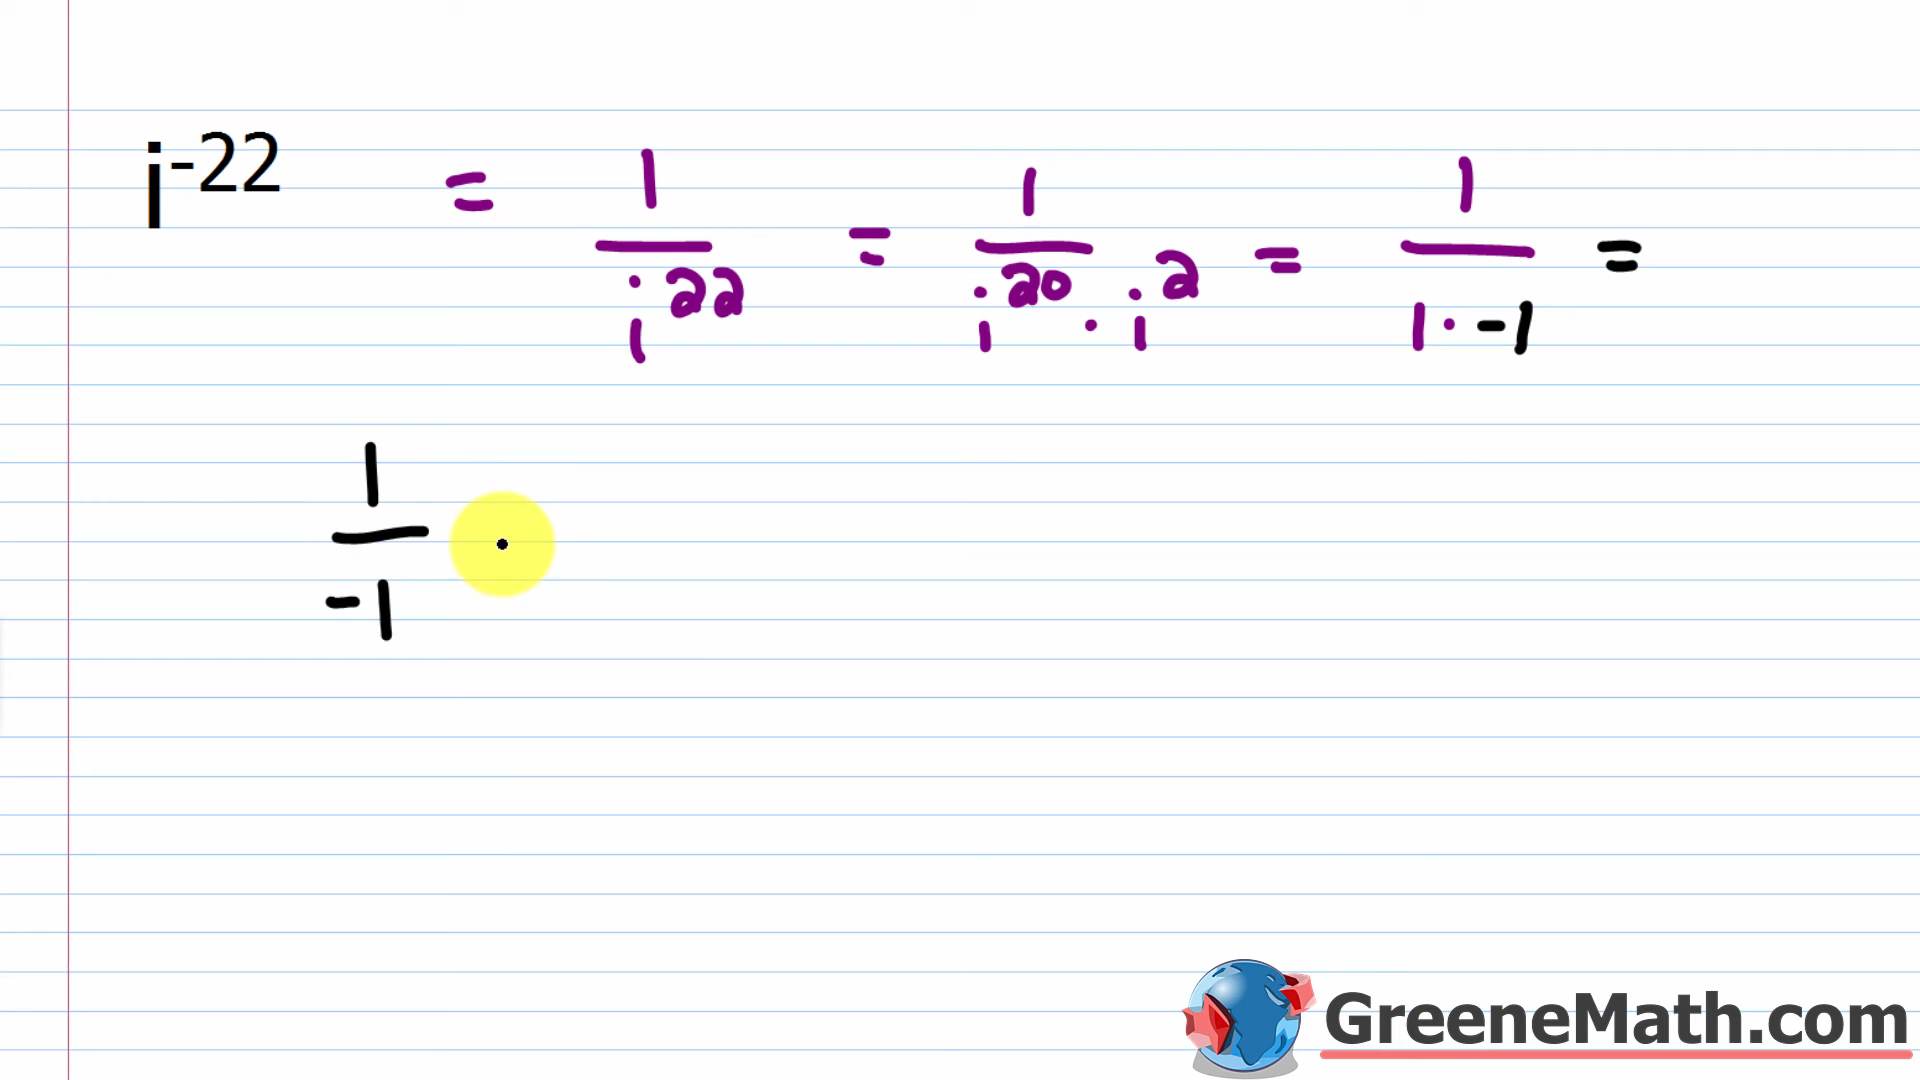 i^-22 = 1/i^22 = 1/(i^20 · i^2) = 1/(1 · -1) =
1/-1
GreeneMath.com